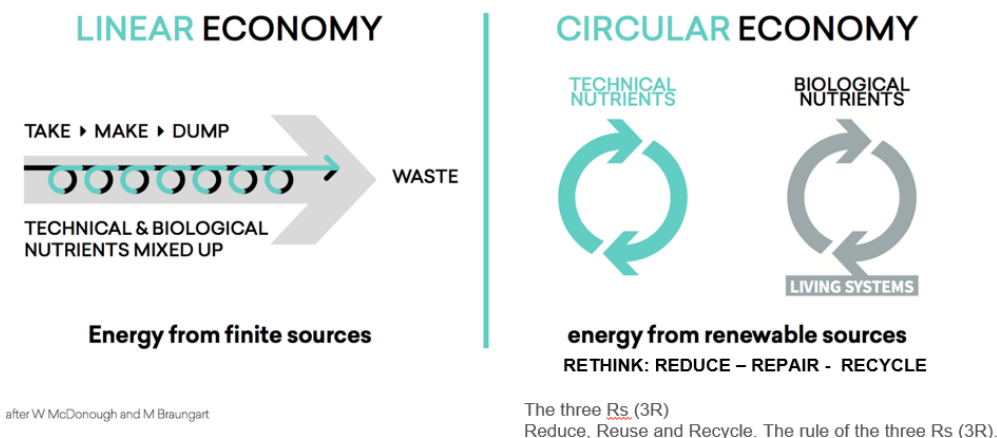 LINEAR ECONOMY
TAKE ▸ MAKE ▸ DUMP
WASTE
TECHNICAL & BIOLOGICAL
NUTRIENTS MIXED UP
Energy from finite sources
after W McDonough and M Braungart
CIRCULAR ECONOMY
TECHNICAL
NUTRIENTS
BIOLOGICAL
NUTRIENTS
LIVING SYSTEMS
energy from renewable sources
RETHINK: REDUCE – REPAIR - RECYCLE
The three Rs (3R)
Reduce, Reuse and Recycle. The rule of the three Rs (3R).